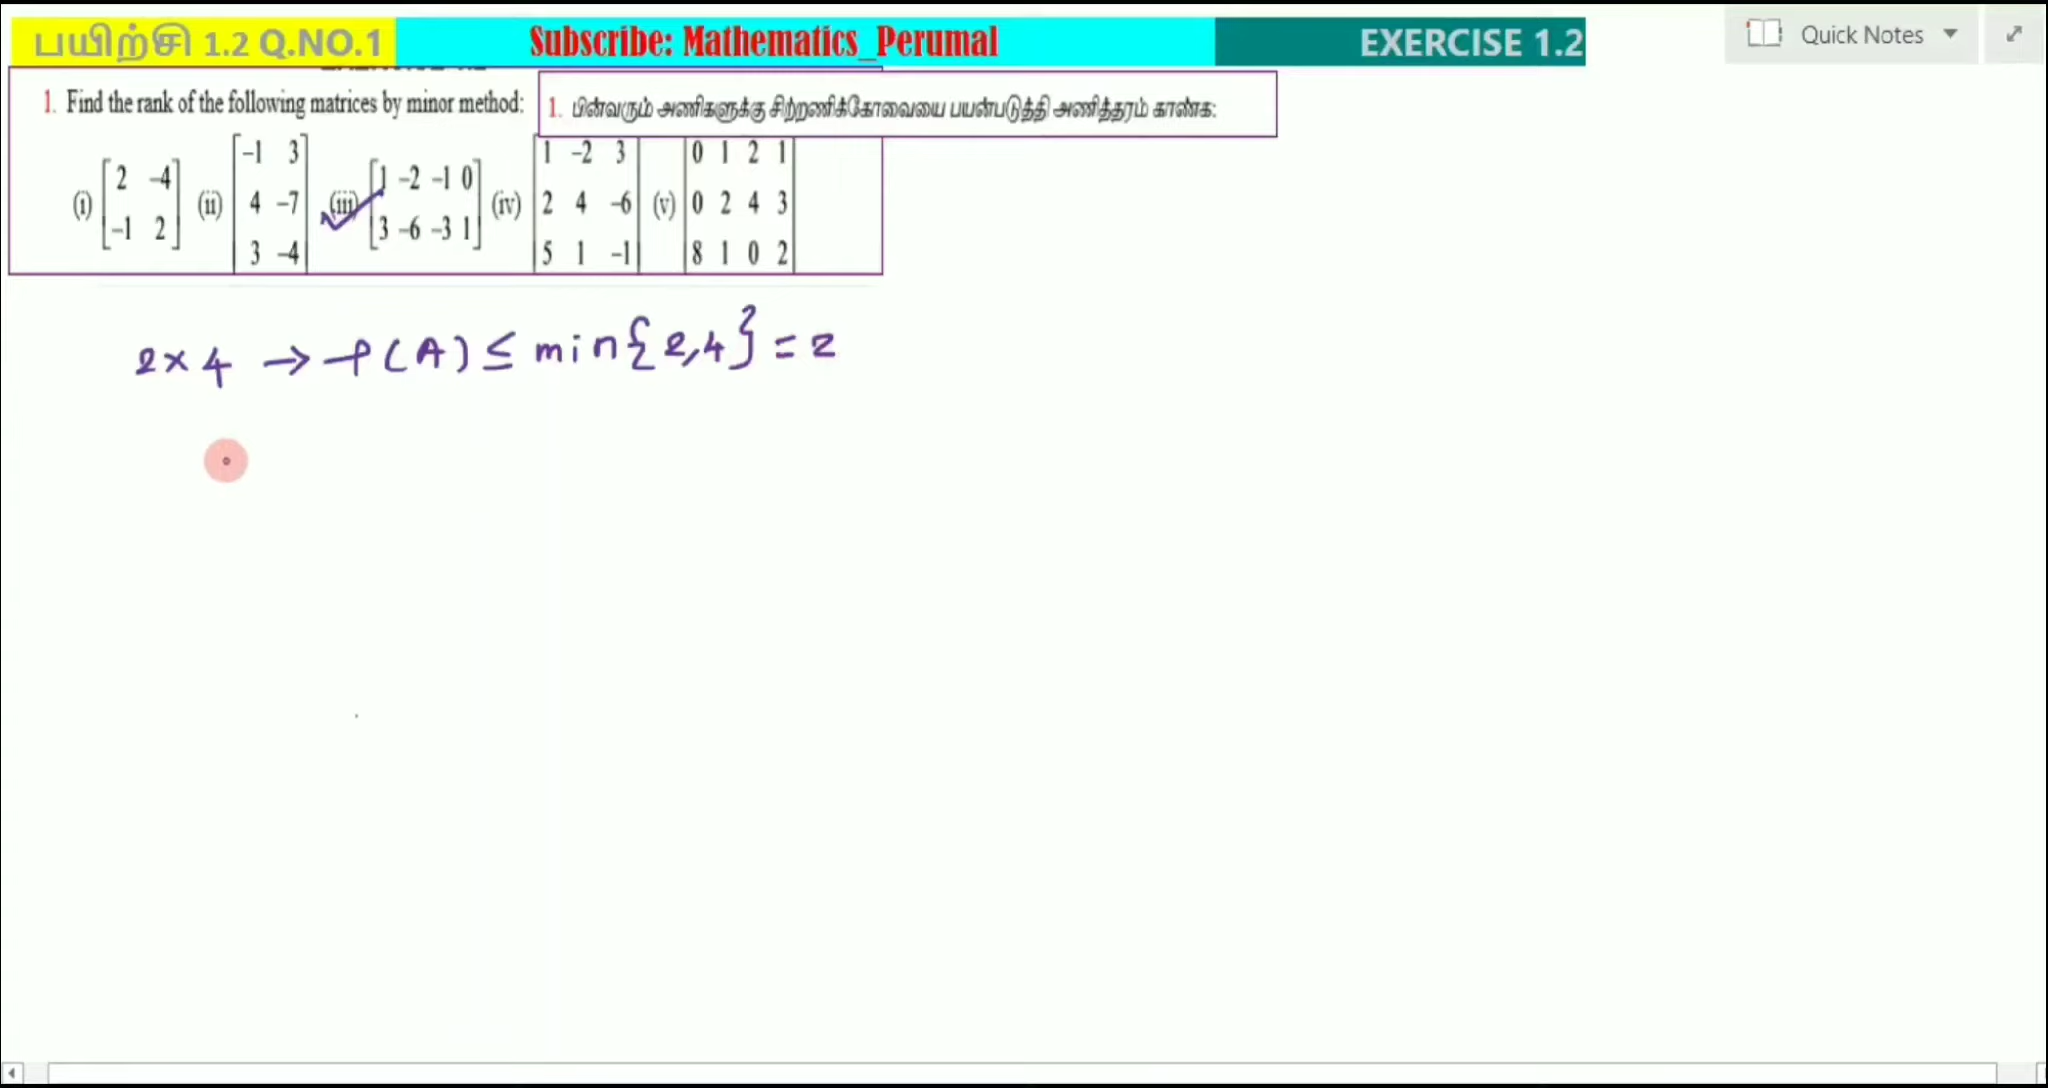 பயிற்சி 1.2 Q.NO.1 Subscribe: Mathematics_Perumal EXERCISE 1.2 Quick Notes
1. Find the rank of the following matrices by minor method:
1. பின்வரும் அணிகளுக்கு சிற்றணிக்கோவையை பயன்படுத்தி அணித்தரம் காண்க:
(i) [2 -4
-1 2]
(ii) [-1 3
4 -7
3 -4]
(iii) [1 -2 -1 0
3 -6 -3 1]
(iv) [1 -2 3
2 4 -6
5 1 -1]
(v) [0 1 2 1
0 2 4 3
8 1 0 2]
2×4 → ρ(A) ≤ min{2,4} = 2